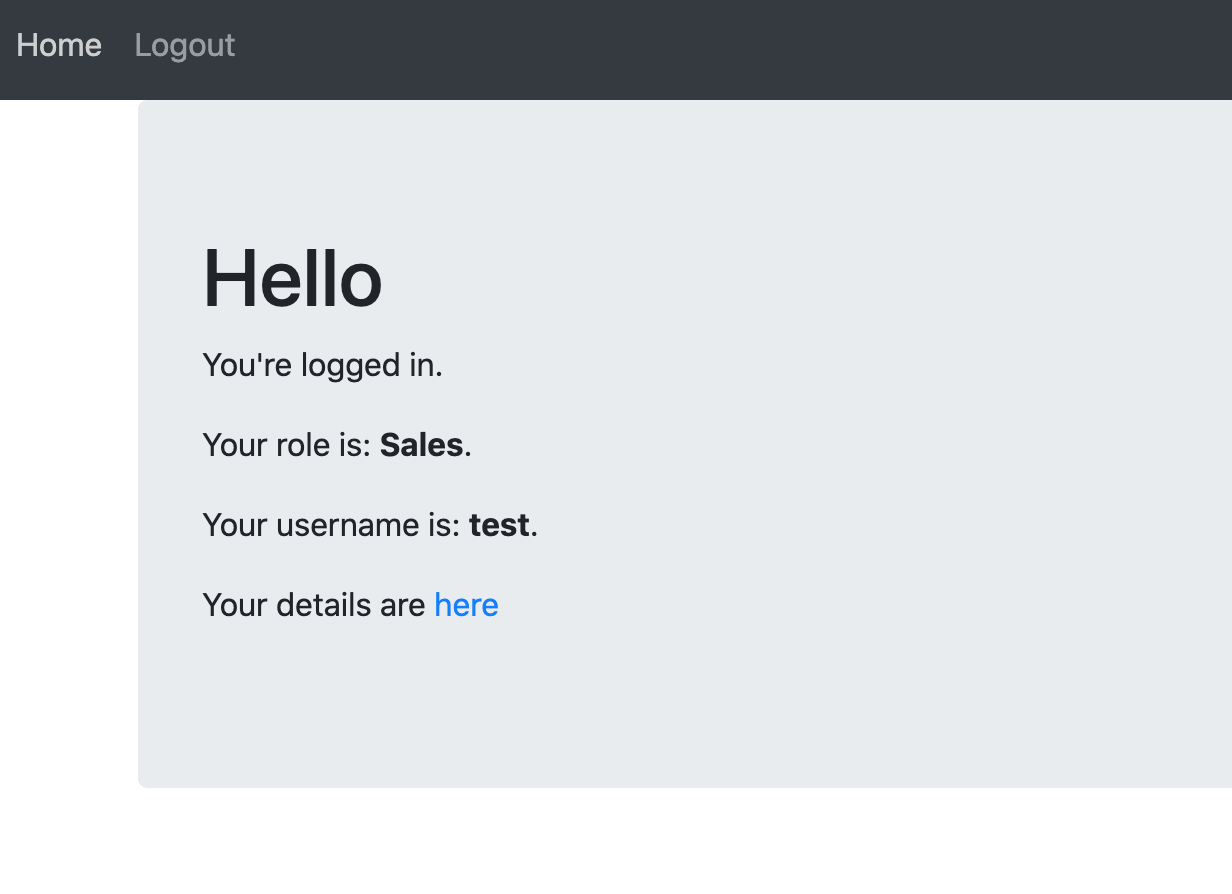 Home Logout
Hello
You're logged in.
Your role is: Sales.
Your username is: test.
Your details are here